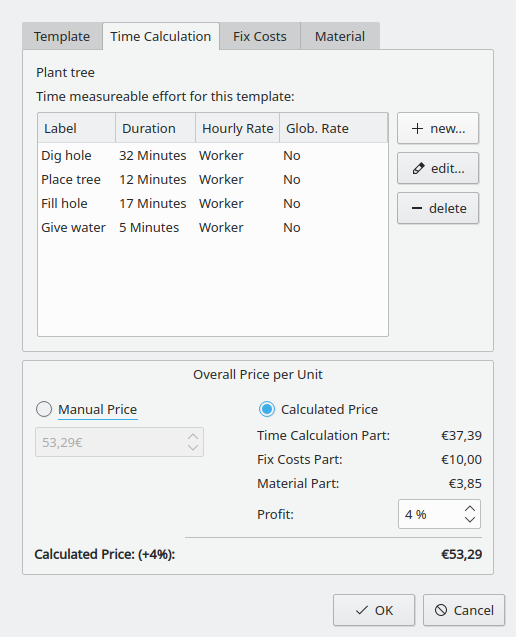 Template Time Calculation Fix Costs Material
Plant tree
Time measureable effort for this template:
Label Duration Hourly Rate Glob. Rate
Dig hole 32 Minutes Worker No
Place tree 12 Minutes Worker No
Fill hole 17 Minutes Worker No
Give water 5 Minutes Worker No
new...
edit...
delete
Overall Price per Unit
Manual Price
53,29€
Calculated Price
Time Calculation Part: €37,39
Fix Costs Part: €10,00
Material Part: €3,85
Profit: 4 %
Calculated Price: (+4%): €53,29
OK Cancel